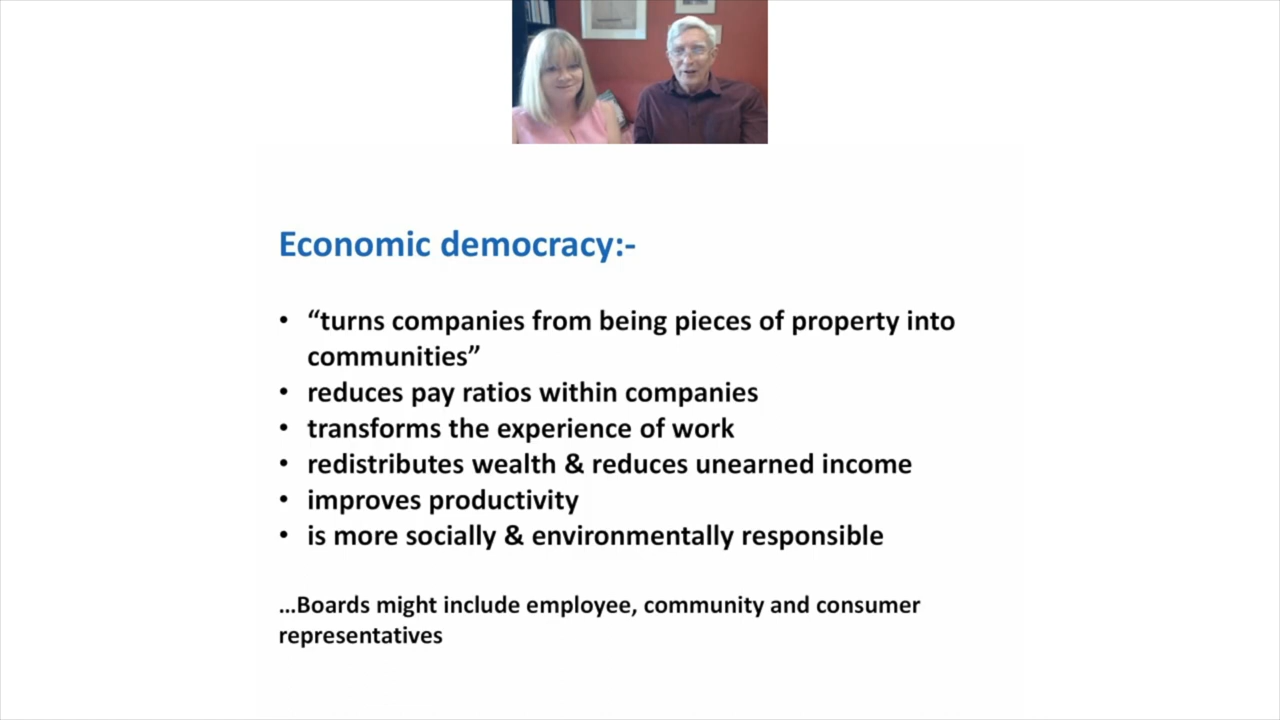 Economic democracy:-
• “turns companies from being pieces of property into
communities”
• reduces pay ratios within companies
• transforms the experience of work
• redistributes wealth & reduces unearned income
• improves productivity
• is more socially & environmentally responsible
...Boards might include employee, community and consumer
representatives